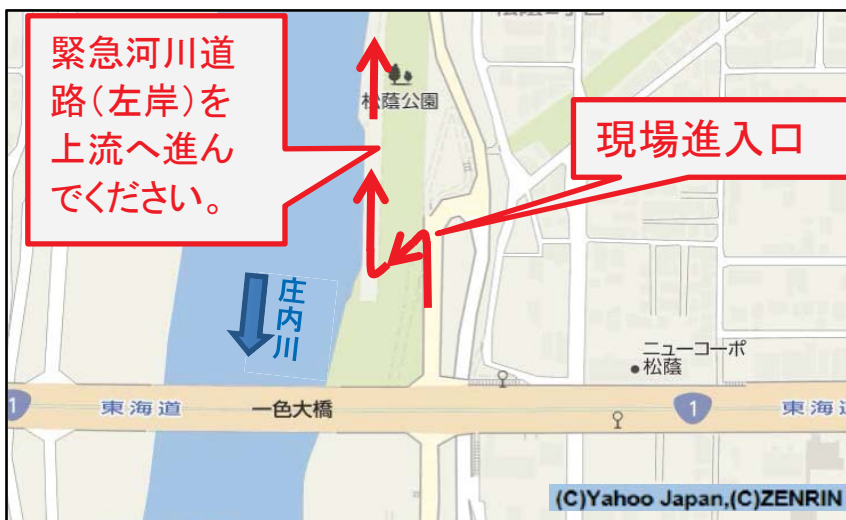 緊急河川道
路（左岸）を
上流へ進ん
でください。
松蔭公園
現場進入口
庄内川
ニューコーポ
松蔭
1
東海道
一色大橋
1
東海道
(C)Yahoo Japan,(C)ZENRIN